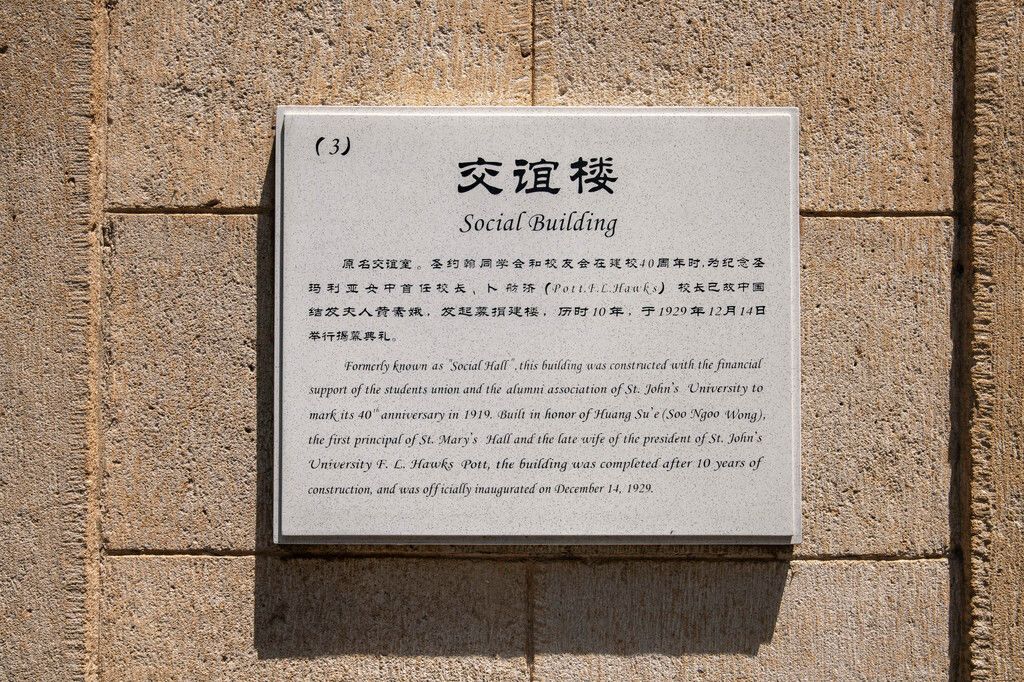 (3)
交谊楼
Social Building
原名交谊室。圣约翰同学会和校友会在建校40周年时,为纪念圣
玛利亚女中首任校长、卜舫济(Pott.F.L.Hawks)校长已故中国
结发夫人黄素娥，发起募捐建楼，历时10年，于1929年12月14日
举行揭幕典礼。
Formerly known as "Social Hall",this building was constructed with the financial
support of the students union and the alumni association of St. John's University to
mark its 40th anniversary in 1919. Built in honor of Huang Su'e (Soo Ngoo Wong),
the first principal of St. Mary's Hall and the late wife of the president of St. John's
University F. L. Hawks Pott, the building was completed after 10 years of
construction, and was officially inaugurated on December 14, 1929.